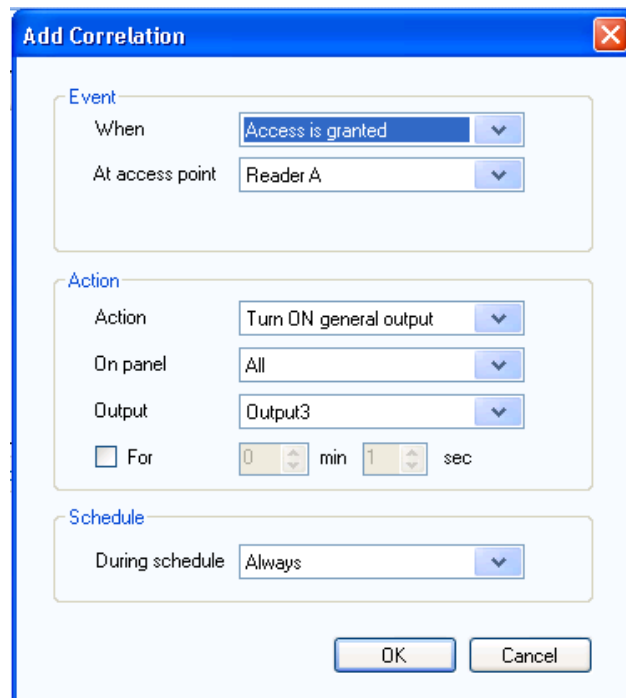 Add Correlation
Event
When Access is granted
At access point Reader A
Action
Action Turn ON general output
On panel All
Output Output3
For 0 min 1 sec
Schedule
During schedule Always
OK Cancel